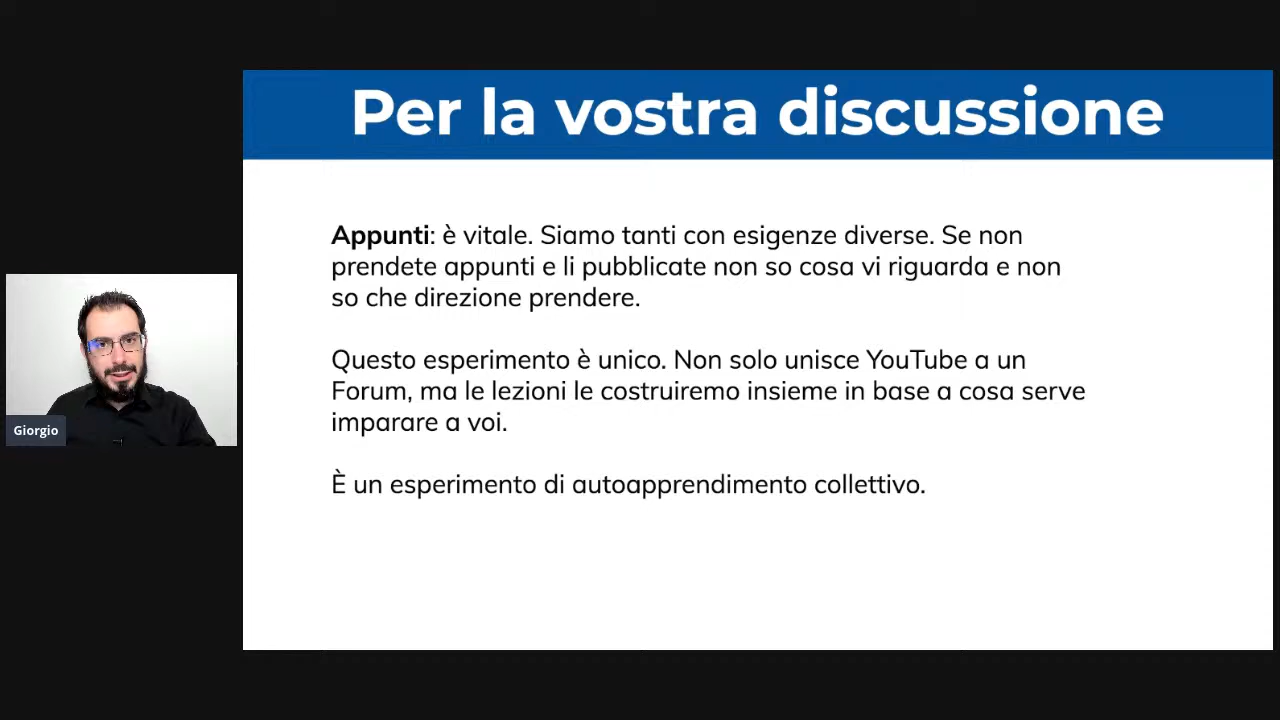 Per la vostra discussione
Appunti: è vitale. Siamo tanti con esigenze diverse. Se non
prendete appunti e li pubblicate non so cosa vi riguarda e non
so che direzione prendere.
Questo esperimento è unico. Non solo unisce YouTube a un
Forum, ma le lezioni le costruiremo insieme in base a cosa serve
imparare a voi.
È un esperimento di autoapprendimento collettivo.
Giorgio